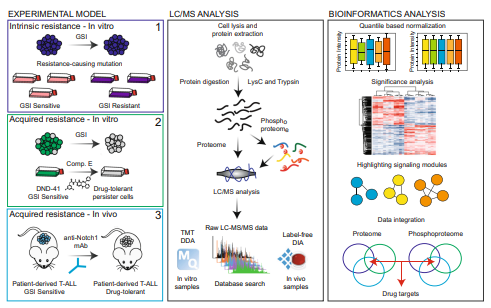 EXPERIMENTAL MODEL
Intrinsic resistance - In vitro
1
GSI
Resistance-causing mutation
GSI Sensitive
GSI Resistant
Acquired resistance - In vitro
2
GSI
Comp. E
DND-41
GSI Sensitive
Drug-tolerant
persister cells
Acquired resistance - In vivo
3
anti-Notch1
mAb
Patient-derived T-ALL
GSI Sensitive
Patient-derived T-ALL
Drug-tolerant
LC/MS ANALYSIS
Cell lysis and
protein extraction
Protein digestion
LysC and Trypsin
Phospho
proteome
Proteome
LC/MS analysis
Raw LC-MS/MS data
TMT
DDA
Label-free
DIA
MQ
In vitro
samples
Database search
In vivo
samples
BIOINFORMATICS ANALYSIS
Quantile based normalization
Protein Intensity
Protein Intensity
Significance analysis
Highlighting signaling modules
Data integration
Proteome
Phosphoproteome
Drug targets